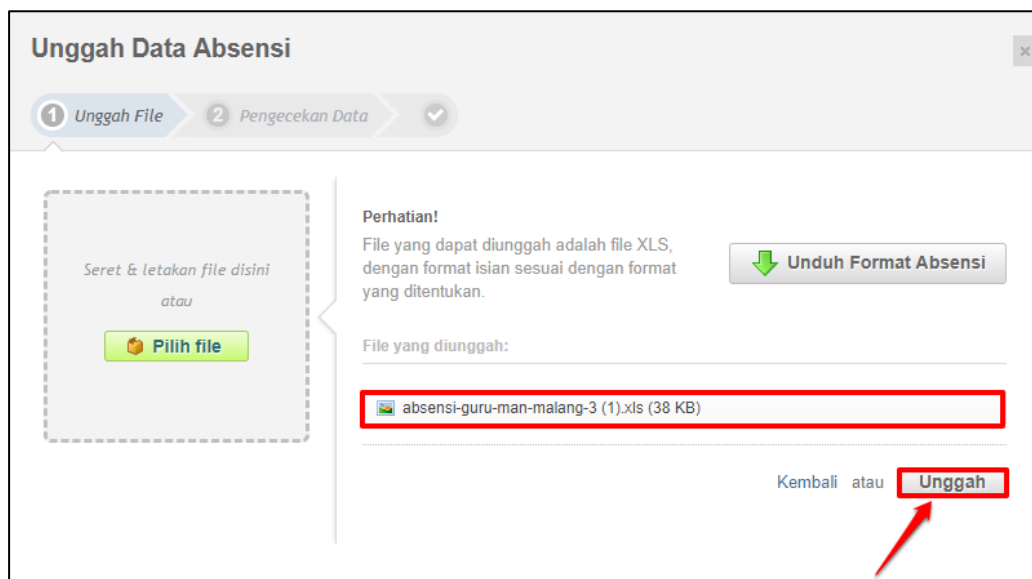 Unggah Data Absensi
×
1 Unggah File 2 Pengecekan Data
Seret & letakan file disini
atau
Pilih file
Perhatian!
File yang dapat diunggah adalah file XLS,
dengan format isian sesuai dengan format
yang ditentukan.
Unduh Format Absensi
File yang diunggah:
absensi-guru-man-malang-3 (1).xls (38 KB)
Kembali atau Unggah